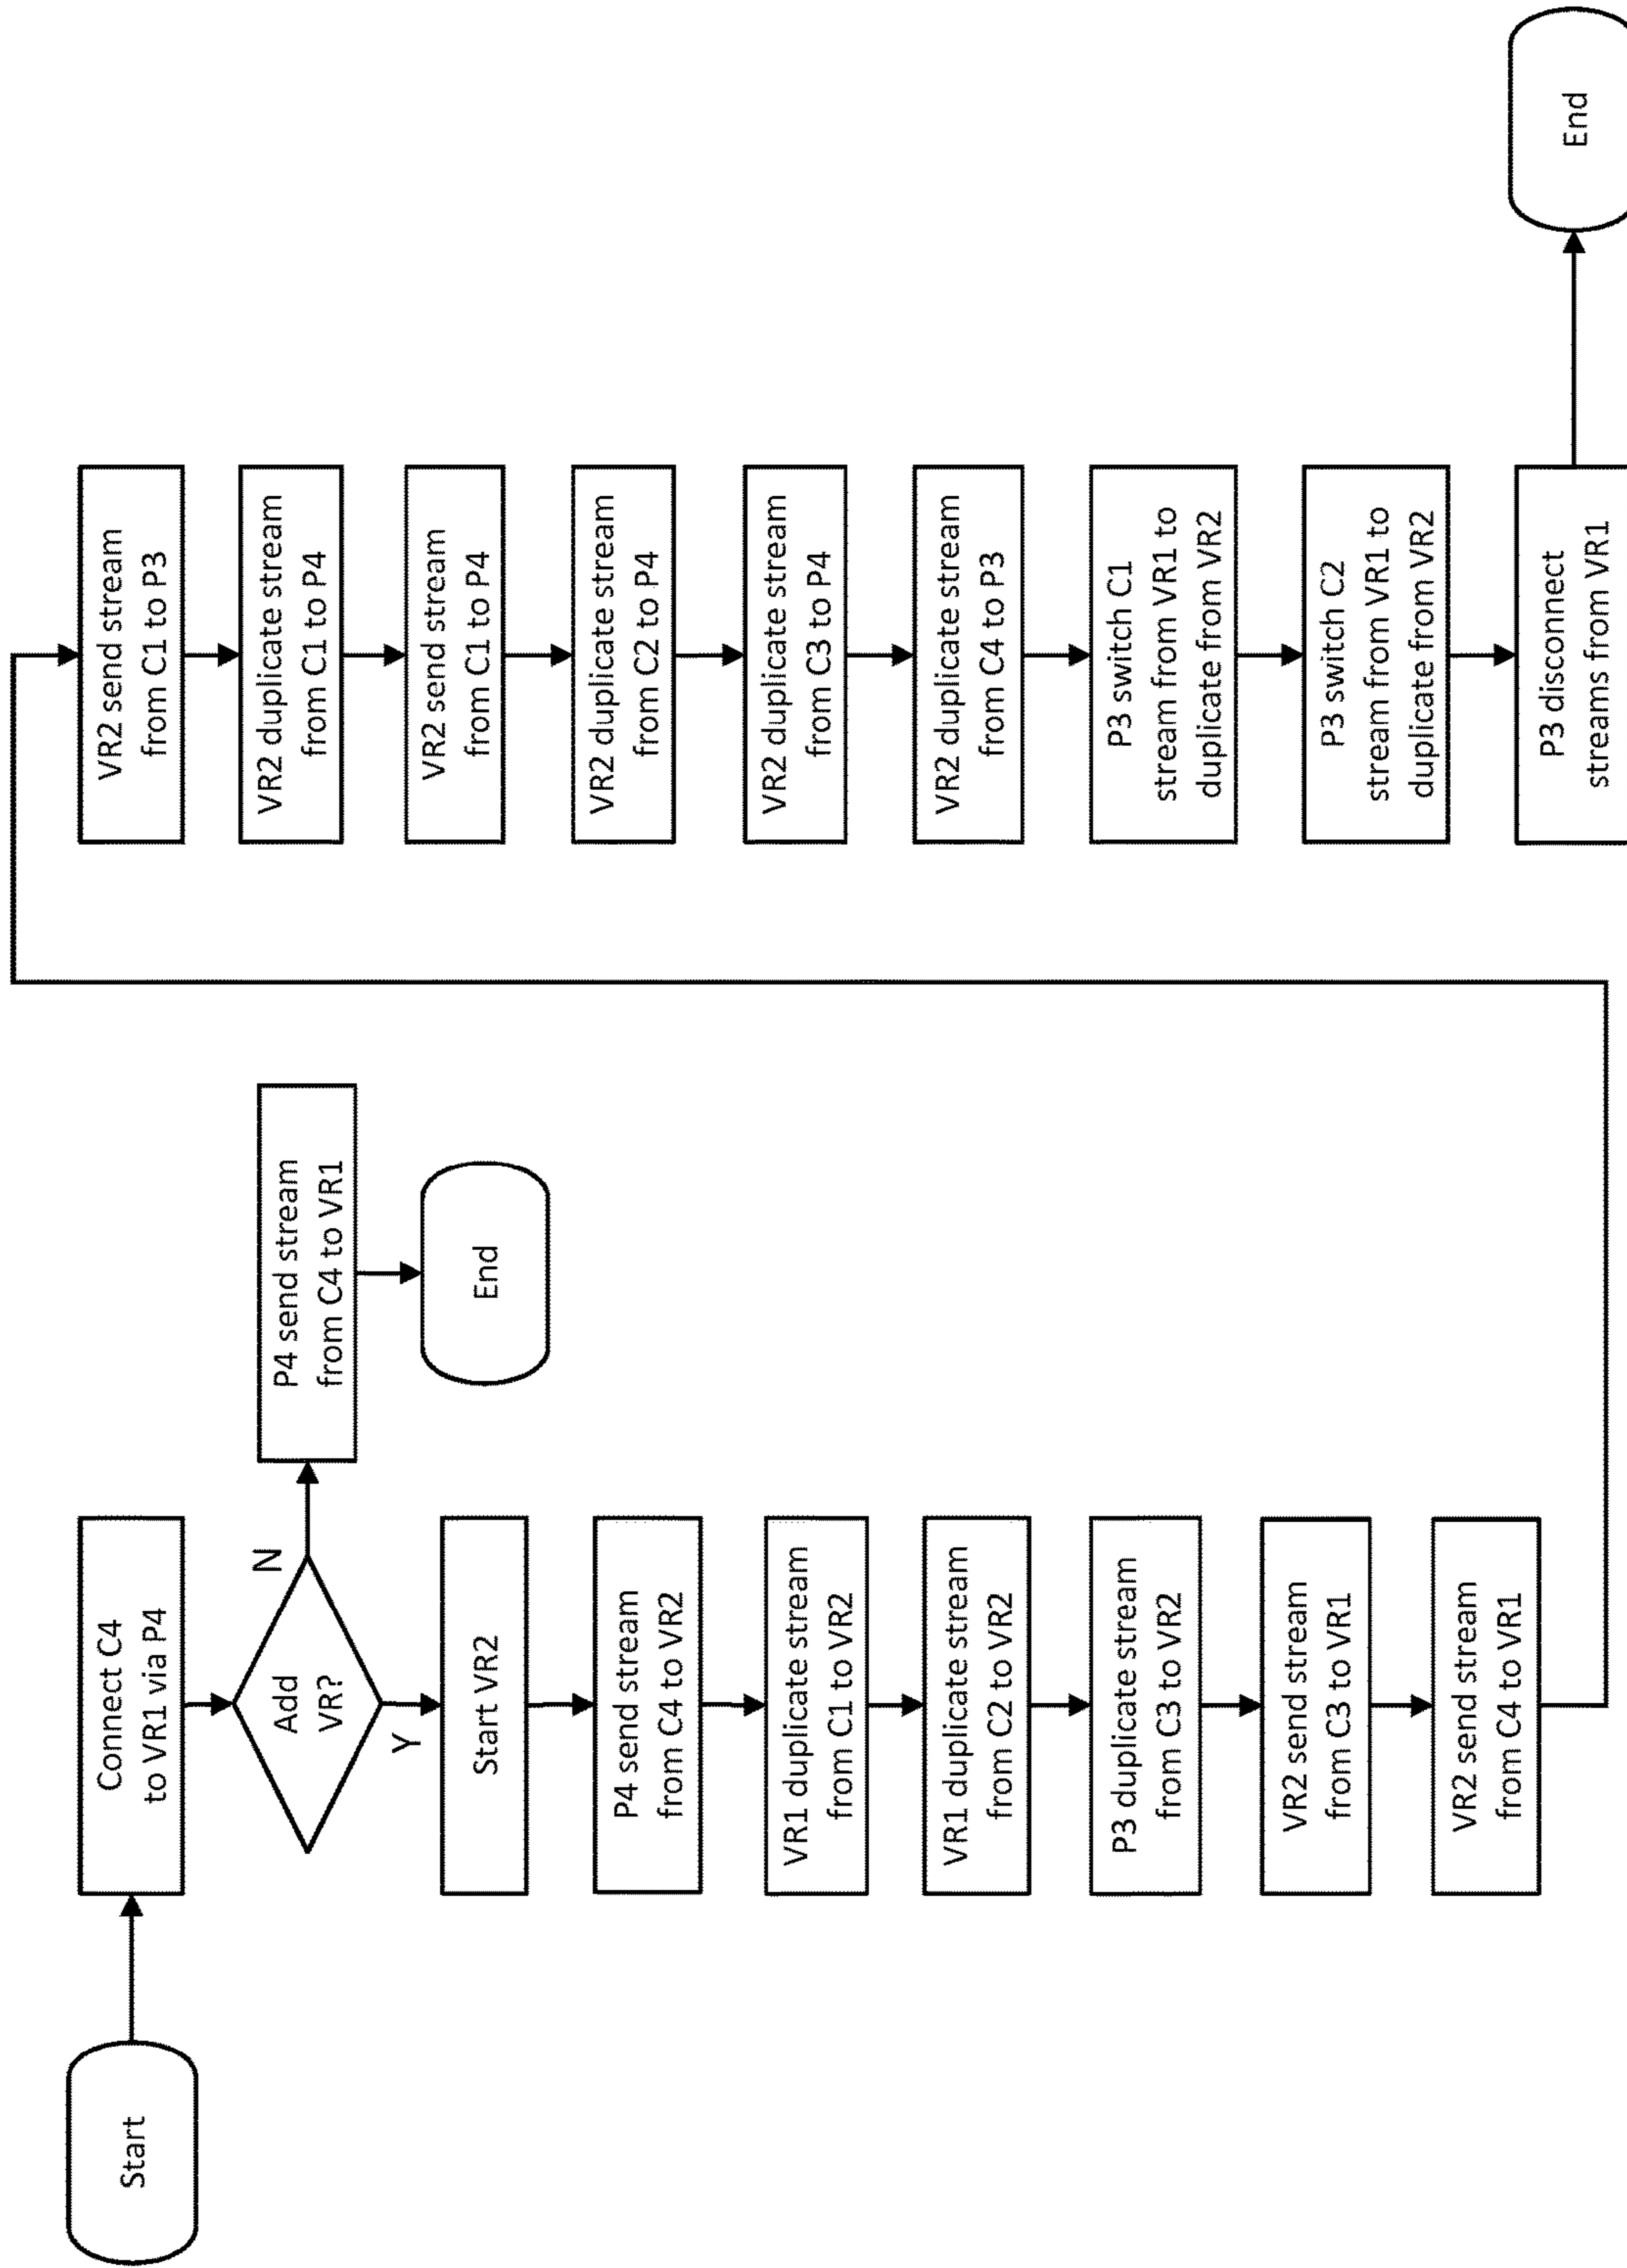 Start
Connect C4
to VR1 via P4
Add
VR?
N
P4 send stream
from C4 to VR1
End
Y
Start VR2
P4 send stream
from C4 to VR2
VR1 duplicate stream
from C1 to VR2
VR1 duplicate stream
from C2 to VR2
P3 duplicate stream
from C3 to VR2
VR2 send stream
from C3 to VR1
VR2 send stream
from C4 to VR1
VR2 send stream
from C1 to P3
VR2 duplicate stream
from C1 to P4
VR2 send stream
from C1 to P4
VR2 duplicate stream
from C2 to P4
VR2 duplicate stream
from C3 to P4
VR2 duplicate stream
from C4 to P3
P3 switch C1
stream from VR1 to
duplicate from VR2
P3 switch C2
stream from VR1 to
duplicate from VR2
P3 disconnect
streams from VR1
End